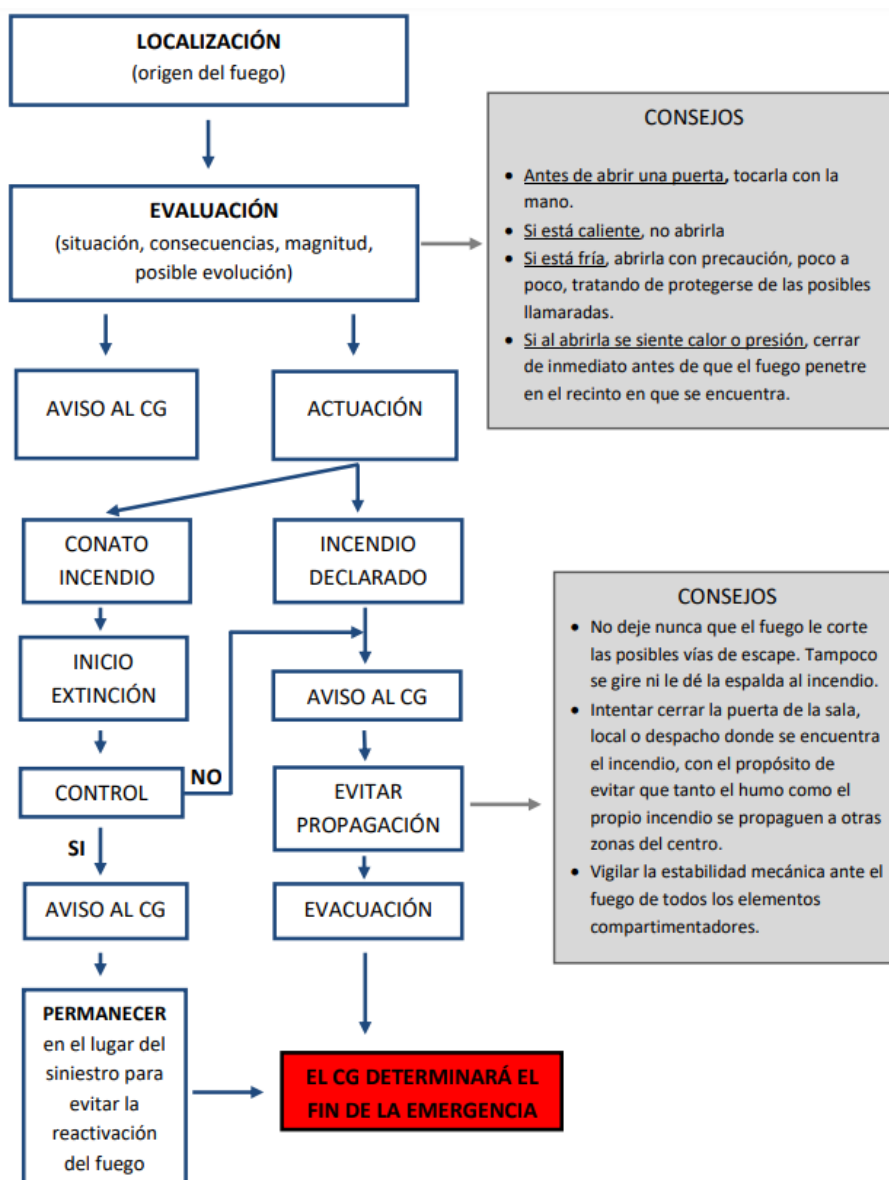 LOCALIZACIÓN
(origen del fuego)
EVALUACIÓN
(situación, consecuencias, magnitud,
posible evolución)
CONSEJOS
• Antes de abrir una puerta, tocarla con la
mano.
• Si está caliente, no abrirla
• Si está fría, abrirla con precaución, poco a
poco, tratando de protegerse de las posibles
llamaradas.
• Si al abrirla se siente calor o presión, cerrar
de inmediato antes de que el fuego penetre
en el recinto en que se encuentra.
AVISO AL CG
ACTUACIÓN
CONATO
INCENDIO
INCENDIO
DECLARADO
INICIO
EXTINCIÓN
AVISO AL CG
CONTROL
NO
EVITAR
PROPAGACIÓN
CONSEJOS
• No deje nunca que el fuego le corte
las posibles vías de escape. Tampoco
se gire ni le dé la espalda al incendio.
• Intentar cerrar la puerta de la sala,
local o despacho donde se encuentra
el incendio, con el propósito de
evitar que tanto el humo como el
propio incendio se propaguen a otras
zonas del centro.
• Vigilar la estabilidad mecánica ante el
fuego de todos los elementos
compartimentadores.
SI
AVISO AL CG
EVACUACIÓN
PERMANECER
en el lugar del
siniestro para
evitar la
reactivación
del fuego
EL CG DETERMINARÁ EL
FIN DE LA EMERGENCIA